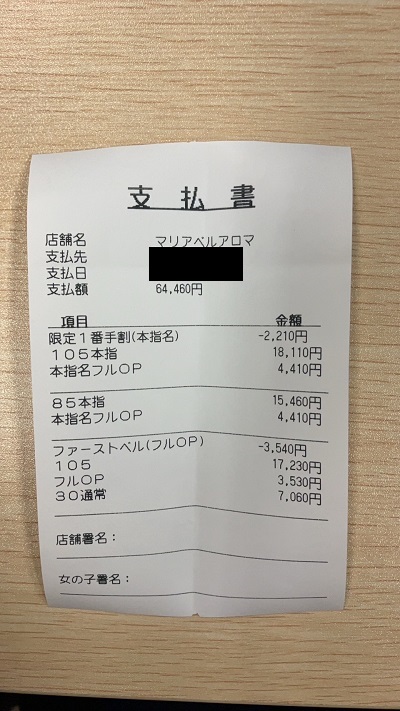 支払書
店舗名 マリアベルアロマ
支払先
支払日
支払額 64,460円
項目 金額
限定1番手割(本指名) -2,210円
105本指 18,110円
本指名フルOP 4,410円
85本指 15,460円
本指名フルOP 4,410円
ファーストベル(フルOP) -3,540円
105 17,230円
フルOP 3,530円
30通常 7,060円
店舗署名：
女の子署名：